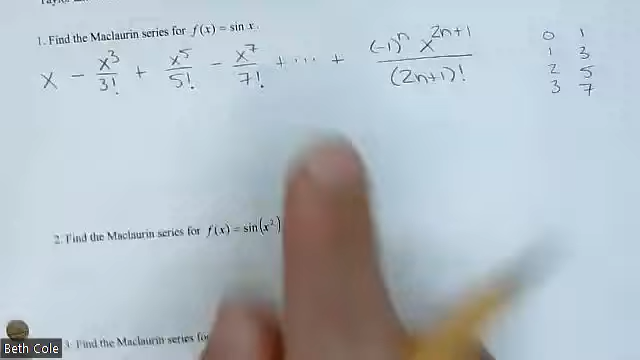 1. Find the Maclaurin series for f(x) = sin x.
x - x³/3! + x⁵/5! - x⁷/7! + ... + (-1)ⁿ x²ⁿ⁺¹/(2n+1)!
0 1
1 3
2 5
3 7
2. Find the Maclaurin series for f(x) = sin(x²)
Find the Maclaurin series for
Beth Cole